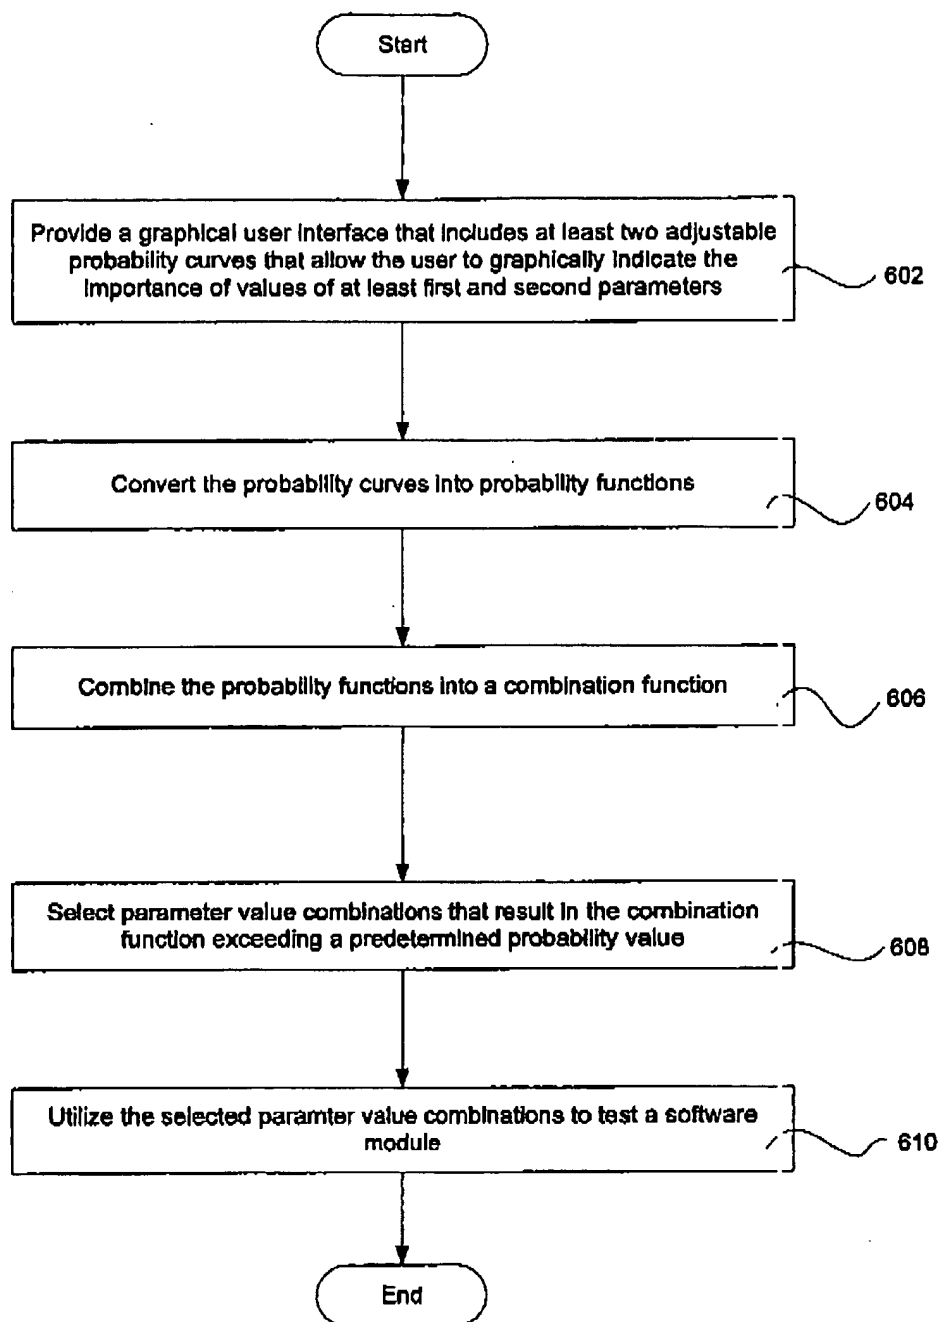 Start
Provide a graphical user interface that includes at least two adjustable
probability curves that allow the user to graphically indicate the
importance of values of at least first and second parameters
602
Convert the probability curves into probability functions
604
Combine the probability functions into a combination function
606
Select parameter value combinations that result in the combination
function exceeding a predetermined probability value
608
Utilize the selected paramter value combinations to test a software
module
610
End